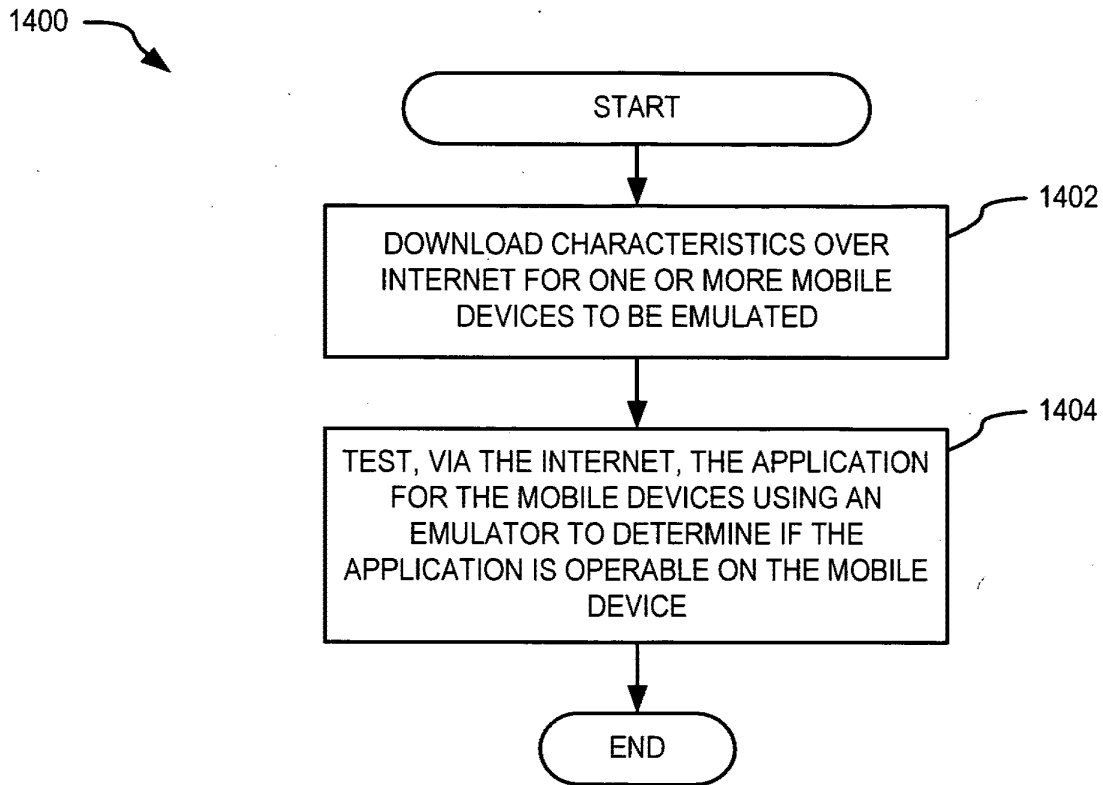 1400
START
1402
DOWNLOAD CHARACTERISTICS OVER
INTERNET FOR ONE OR MORE MOBILE
DEVICES TO BE EMULATED
1404
TEST, VIA THE INTERNET, THE APPLICATION
FOR THE MOBILE DEVICES USING AN
EMULATOR TO DETERMINE IF THE
APPLICATION IS OPERABLE ON THE MOBILE
DEVICE
END